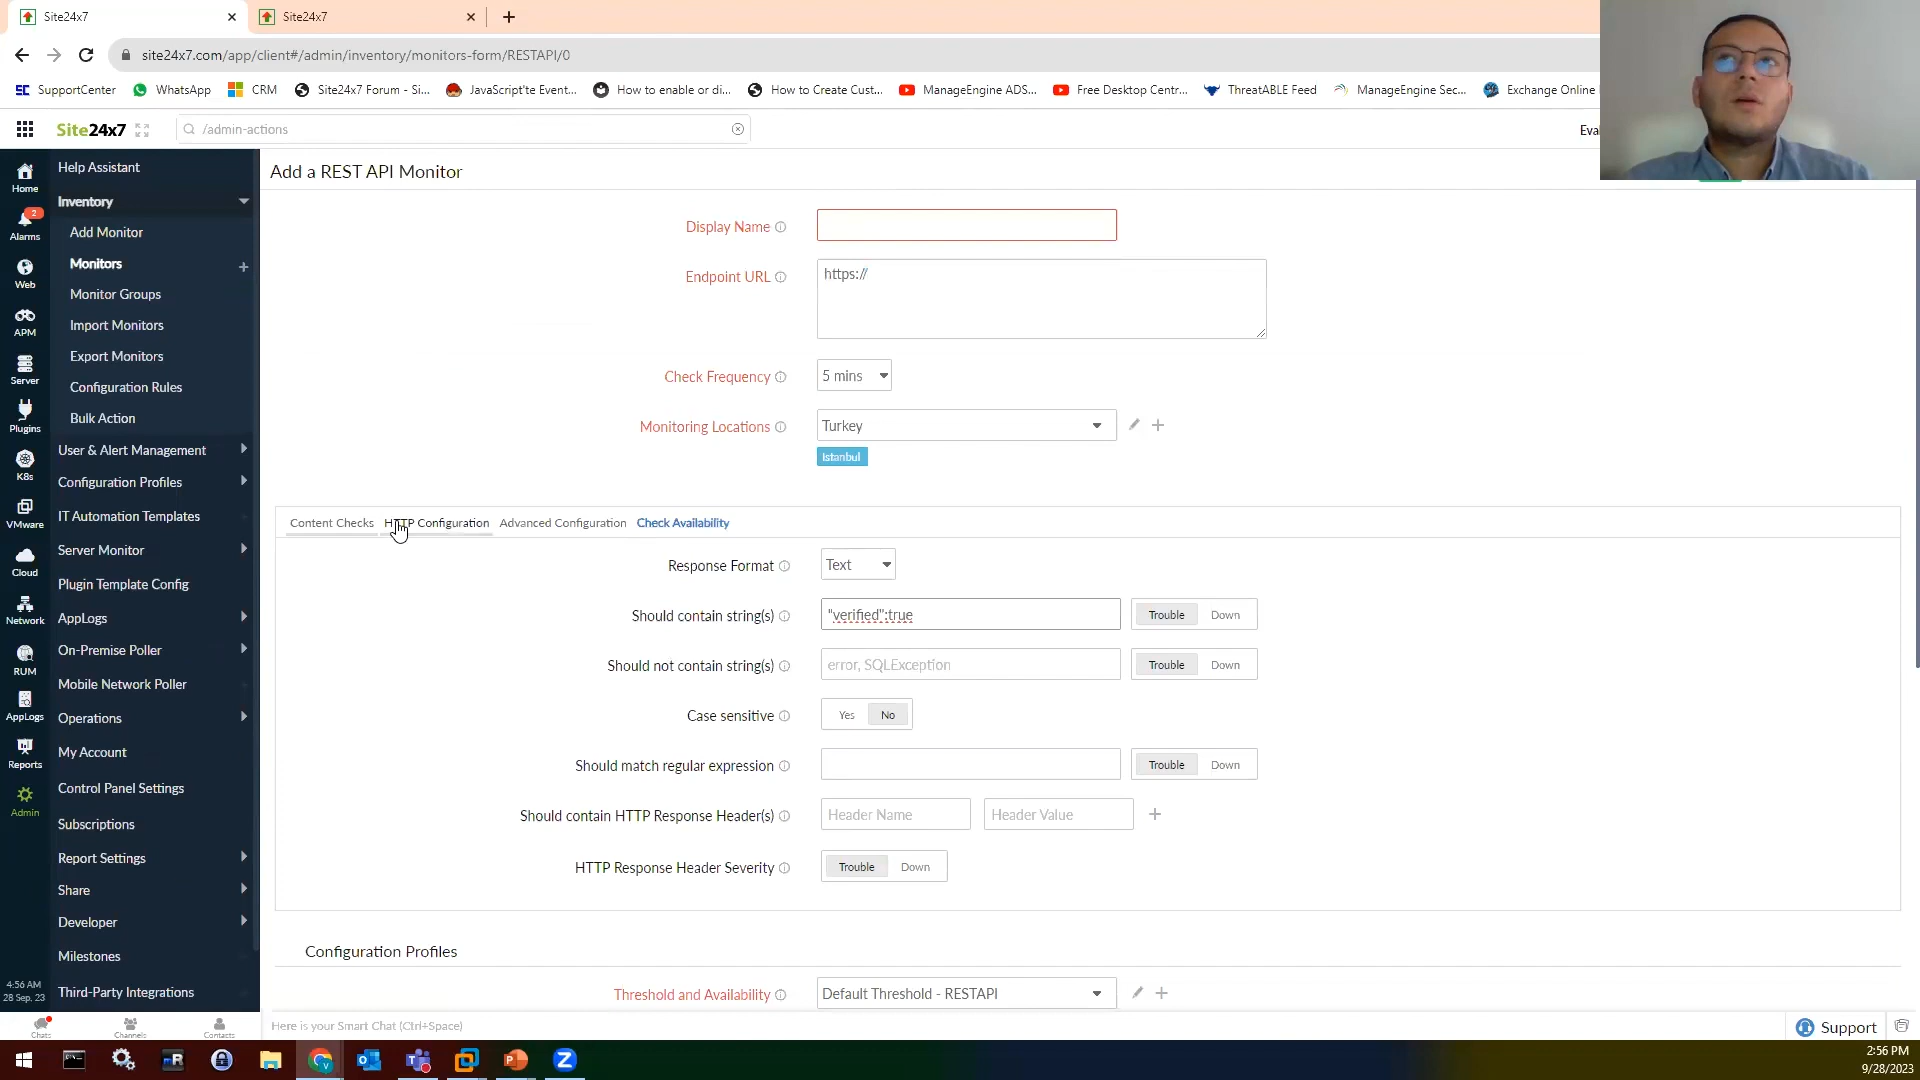 Site24x7
Site24x7
site24x7.com/app/client#/admin/inventory/monitors-form/RESTAPI/0
SupportCenter
WhatsApp
CRM
Site24x7 Forum - Si...
JavaScript'te Event...
How to enable or di...
How to Create Cust...
ManageEngine ADS...
Free Desktop Centr...
ThreatABLE Feed
ManageEngine Sec...
Exchange Online
Site24x7
/admin-actions
Home
Alarms
2
Web
APM
Server
Plugins
K8s
VMware
Cloud
Network
RUM
AppLogs
Reports
Admin
4:56 AM
28 Sep, 23
Help Assistant
Inventory
Add Monitor
Monitors
Monitor Groups
Import Monitors
Export Monitors
Configuration Rules
Bulk Action
User & Alert Management
Configuration Profiles
IT Automation Templates
Server Monitor
Plugin Template Config
AppLogs
On-Premise Poller
Mobile Network Poller
Operations
My Account
Control Panel Settings
Subscriptions
Report Settings
Share
Developer
Milestones
Third-Party Integrations
Add a REST API Monitor
Display Name
Endpoint URL
https://
Check Frequency
5 mins
Monitoring Locations
Turkey
Istanbul
Content Checks
HTTP Configuration
Advanced Configuration
Check Availability
Response Format
Text
Should contain string(s)
"verified":true
Trouble
Down
Should not contain string(s)
error, SQLException
Trouble
Down
Case sensitive
Yes
No
Should match regular expression
Trouble
Down
Should contain HTTP Response Header(s)
Header Name
Header Value
HTTP Response Header Severity
Trouble
Down
Configuration Profiles
Threshold and Availability
Default Threshold - RESTAPI
Chats
Channels
Contacts
Here is your Smart Chat (Ctrl+Space)
Support
2:56 PM
9/28/2023